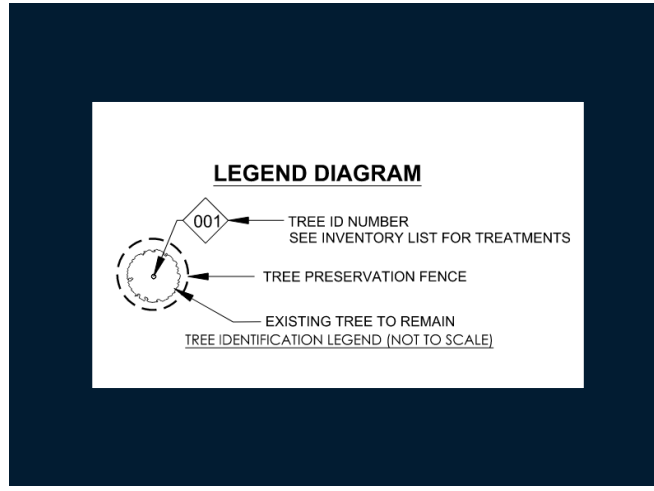 LEGEND DIAGRAM
001
TREE ID NUMBER
SEE INVENTORY LIST FOR TREATMENTS
TREE PRESERVATION FENCE
EXISTING TREE TO REMAIN
TREE IDENTIFICATION LEGEND (NOT TO SCALE)